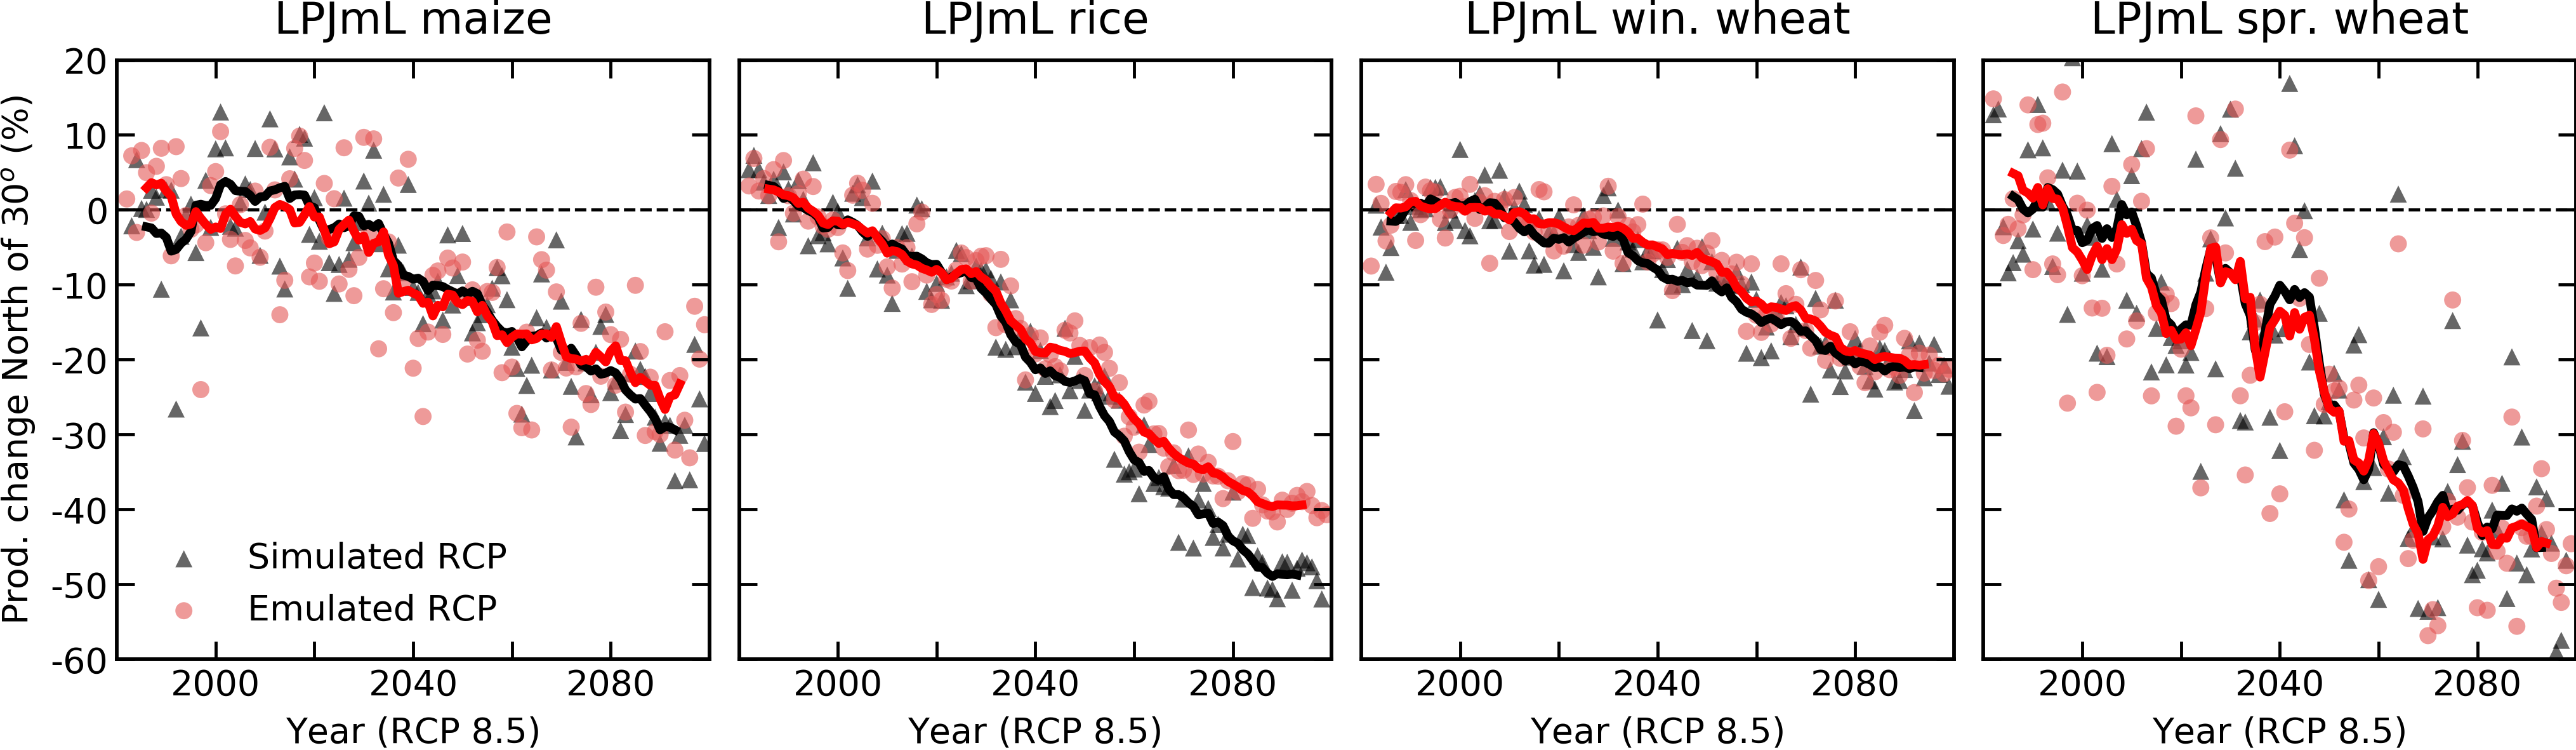 LPJmL maize
LPJmL rice
LPJmL win. wheat
LPJmL spr. wheat
Prod. change North of 30° (%)
20
10
0
-10
-20
-30
-40
-50
-60
Simulated RCP
Emulated RCP
2000 2040 2080
2000 2040 2080
2000 2040 2080
2000 2040 2080
Year (RCP 8.5)
Year (RCP 8.5)
Year (RCP 8.5)
Year (RCP 8.5)